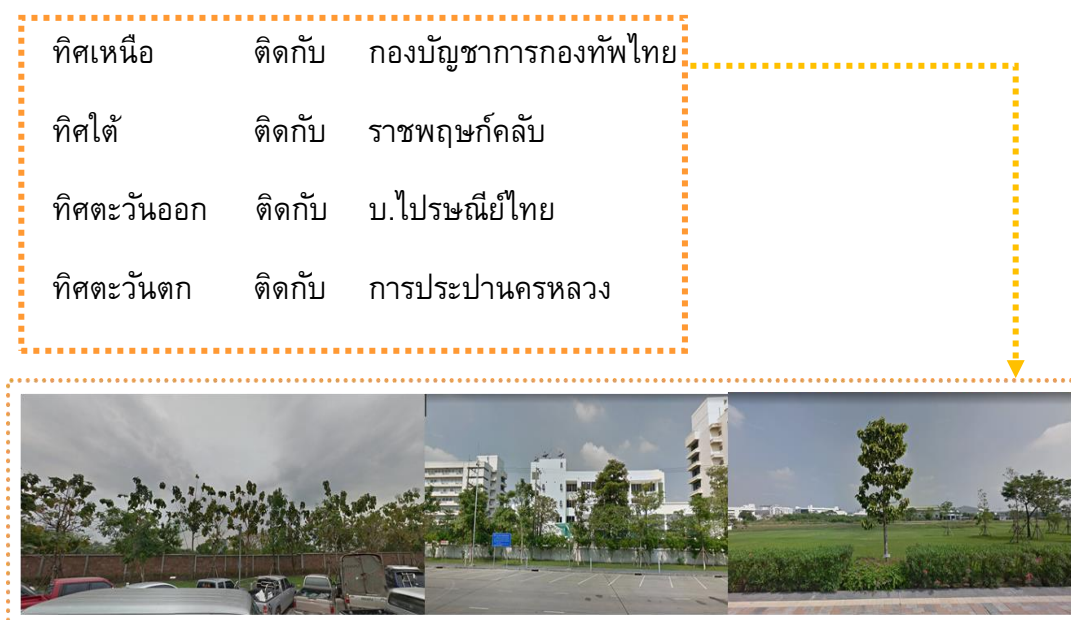 ทิศเหนือ ติดกับ กองบัญชาการกองทัพไทย
ทิศใต้ ติดกับ ราชพฤษก์คลับ
ทิศตะวันออก ติดกับ บ.ไปรษณีย์ไทย
ทิศตะวันตก ติดกับ การประปานครหลวง